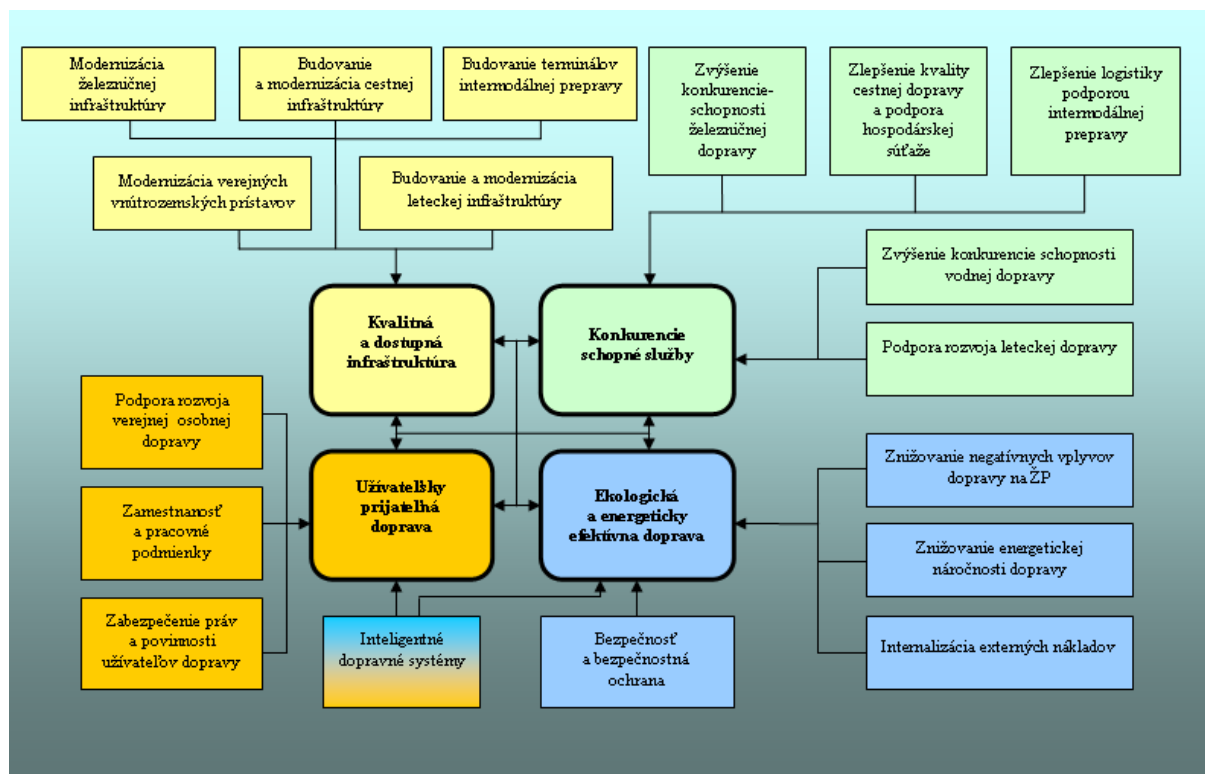 Modernizácia
železničnej
infraštruktúry
Budovanie
a modernizácia cestnej
infraštruktúry
Budovanie terminálov
intermodálnej prepravy
Zvýšenie
konkurencie-
schopnosti
železničnej
dopravy
Zlepšenie kvality
cestnej dopravy
a podpora
hospodárskej
súťaže
Zlepšenie logistiky
podporou
intermodálnej
prepravy
Modernizácia verejných
vnútrozemských prístavov
Budovanie a modernizácia
leteckej infraštruktúry
Zvýšenie konkurencie schopnosti
vodnej dopravy
Podpora rozvoja leteckej dopravy
Kvalitná
a dostupná
infraštruktúra
Konkurencie
schopné služby
Podpora rozvoja
verejnej osobnej
dopravy
Zamestnanosť
a pracovné
podmienky
Zabezpečenie práv
a povinností
užívateľov dopravy
Užívateľsky
prijateľná
doprava
Ekologická
a energeticky
efektívna doprava
Znižovanie negatívnych vplyvov
dopravy na ŽP
Znižovanie energetickej
náročnosti dopravy
Internalizácia externých nákladov
Inteligentné
dopravné systémy
Bezpečnosť
a bezpečnostná
ochrana